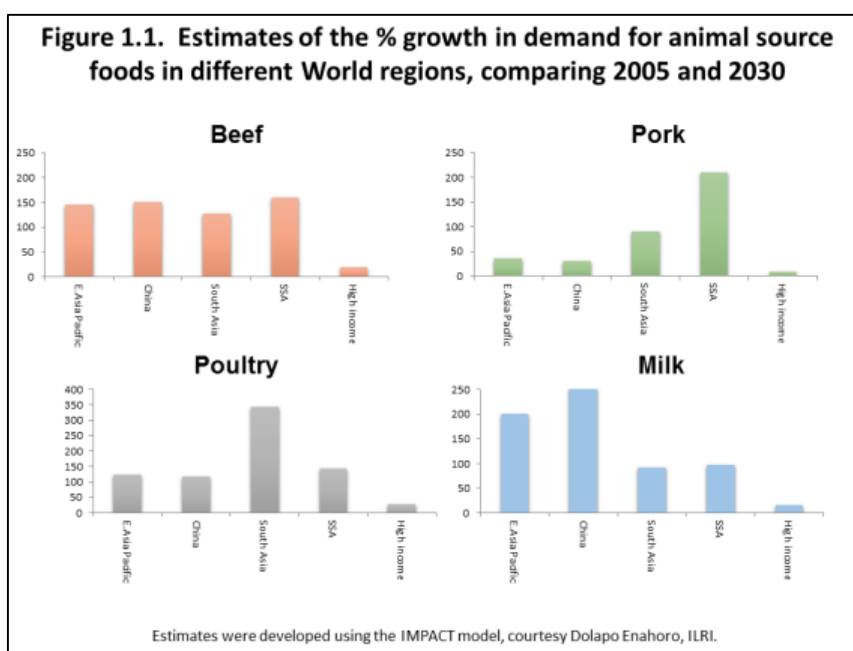 Figure 1.1. Estimates of the % growth in demand for animal source
foods in different World regions, comparing 2005 and 2030
Beef
250
200
150
100
50
0
E.Asia Pacific
China
South Asia
SSA
High income
Pork
250
200
150
100
50
0
E.Asia Pacific
China
South Asia
SSA
High income
Poultry
400
350
300
250
200
150
100
50
0
E.Asia Pacific
China
South Asia
SSA
High income
Milk
250
200
150
100
50
0
E.Asia Pacific
China
South Asia
SSA
High income
Estimates were developed using the IMPACT model, courtesy Dolapo Enahoro, ILRI.